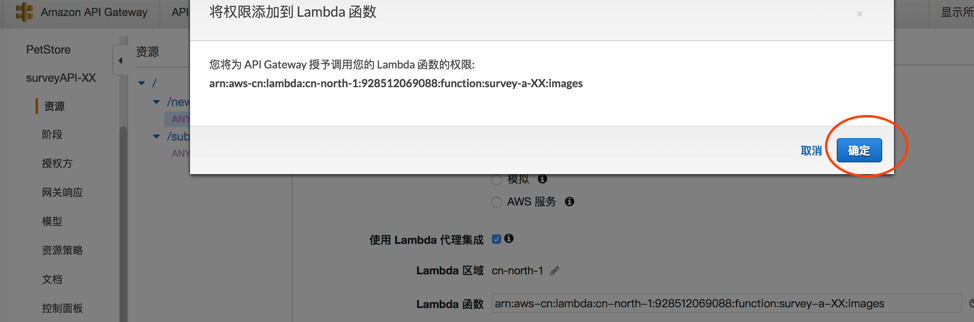 Amazon API Gateway
API
显示所
将权限添加到 Lambda 函数
×
PetStore
surveyAPI-XX
资源
阶段
授权方
网关响应
模型
资源策略
文档
控制面板
资源
/
/new
ANY
/sub
ANY
您将为 API Gateway 授予调用您的 Lambda 函数的权限:
arn:aws-cn:lambda:cn-north-1:928512069088:function:survey-a-XX:images
取消
确定
模拟
AWS 服务
使用 Lambda 代理集成
Lambda 区域 cn-north-1
Lambda 函数 arn:aws-cn:lambda:cn-north-1:928512069088:function:survey-a-XX:images